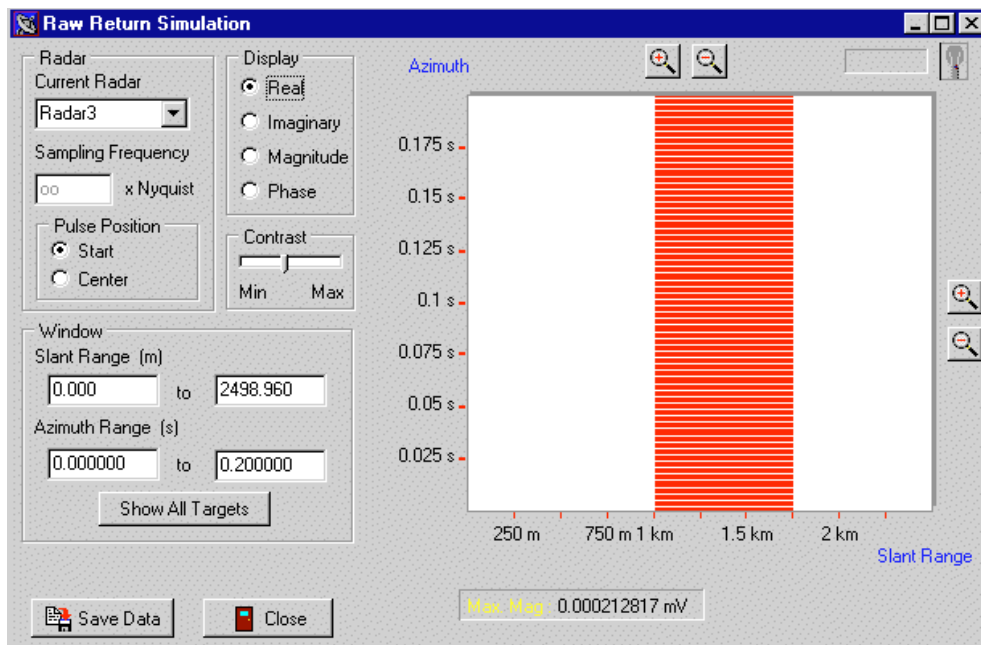 Raw Return Simulation
Radar
Current Radar
Radar3
Sampling Frequency
oo x Nyquist
Pulse Position
Start
Center
Display
Real
Imaginary
Magnitude
Phase
Contrast
Min Max
Window
Slant Range (m)
0.000 to 2498.960
Azimuth Range (s)
0.000000 to 0.200000
Show All Targets
Save Data
Close
Azimuth
0.175 s
0.15 s
0.125 s
0.1 s
0.075 s
0.05 s
0.025 s
250 m 750 m 1 km 1.5 km 2 km
Slant Range
Max Mag : 0.000212817 mV